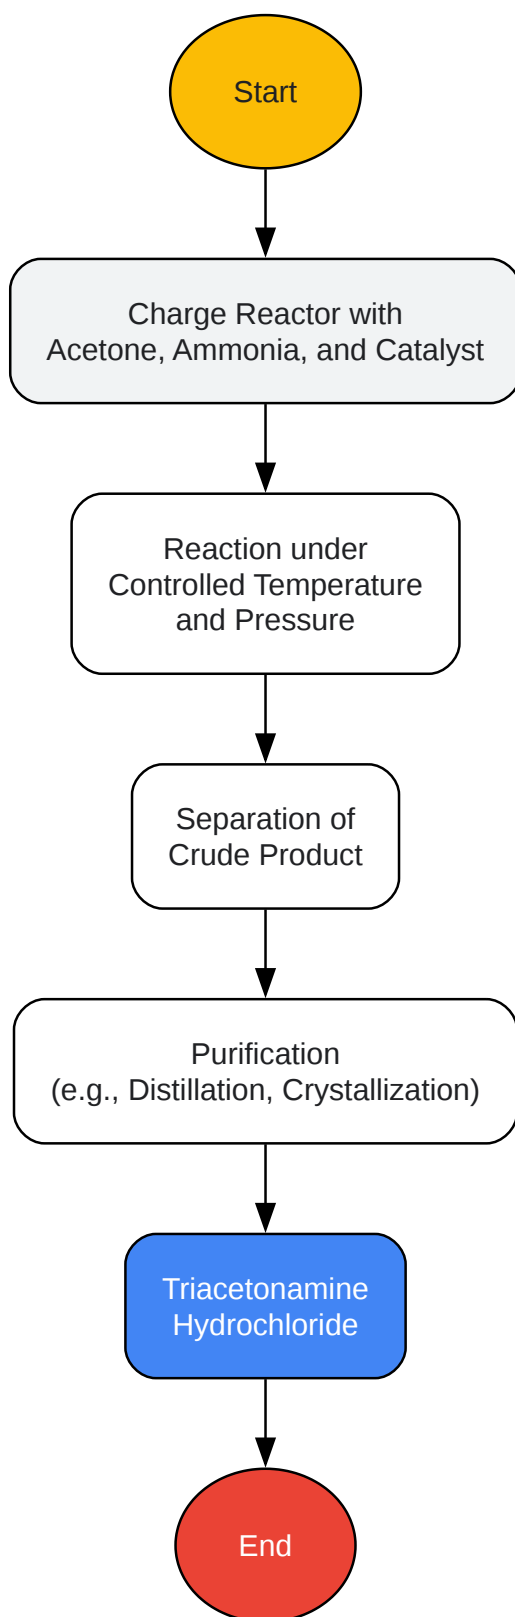 Start
Charge Reactor with
Acetone, Ammonia, and Catalyst
Reaction under
Controlled Temperature
and Pressure
Separation of
Crude Product
Purification
(e.g., Distillation, Crystallization)
Triacetonamine
Hydrochloride
End